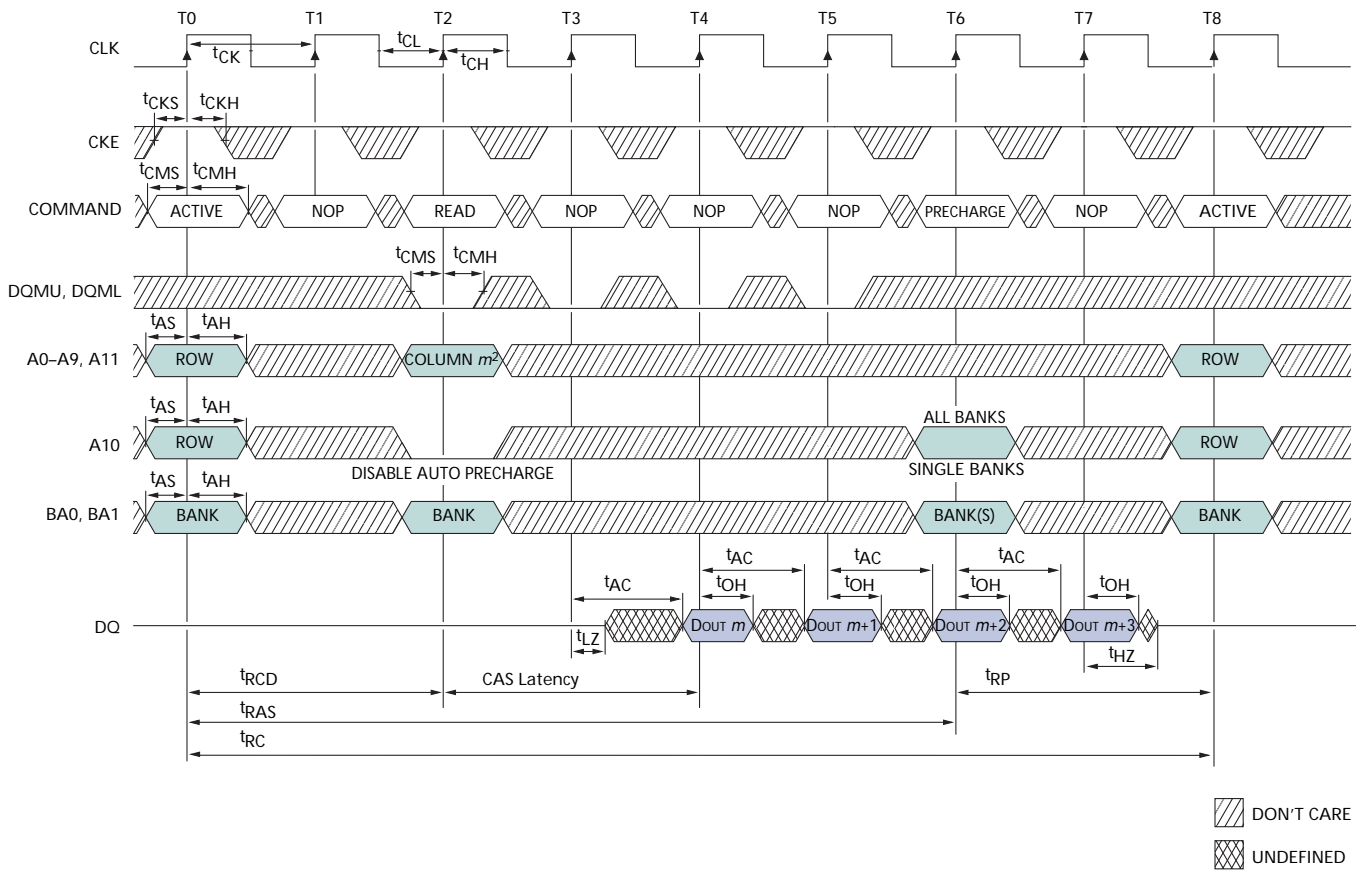 T0 T1 T2 T3 T4 T5 T6 T7 T8
CLK
tCK tCL tCH
tCKS tCKH
CKE
tCMS tCMH
COMMAND ACTIVE NOP READ NOP NOP NOP PRECHARGE NOP ACTIVE
tCMS tCMH
DQMU, DQML
tAS tAH
A0–A9, A11 ROW COLUMN m2 ROW
tAS tAH ALL BANKS
A10 ROW ROW
DISABLE AUTO PRECHARGE SINGLE BANKS
tAS tAH
BA0, BA1 BANK BANK BANK(S) BANK
tAC tAC tAC tAC
tOH tOH tOH tOH
DQ DOUT m DOUT m+1 DOUT m+2 DOUT m+3
tLZ tHZ
tRCD CAS Latency tRP
tRAS
tRC
DON'T CARE
UNDEFINED